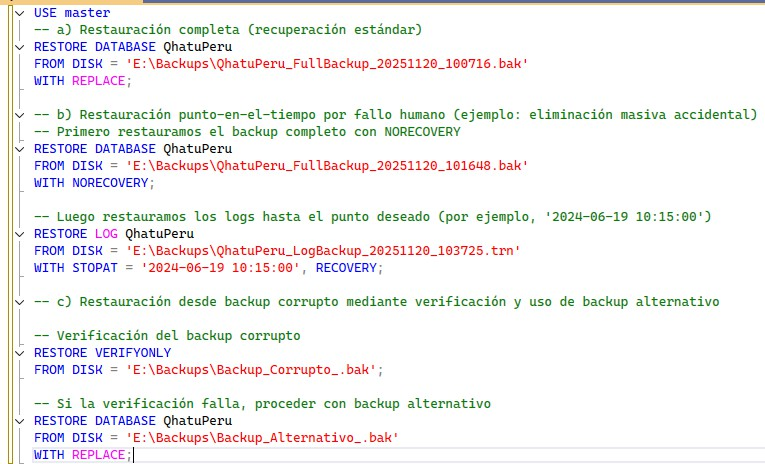 USE master
-- a) Restauración completa (recuperación estándar)
RESTORE DATABASE QhatuPeru
FROM DISK = 'E:\Backups\QhatuPeru_FullBackup_20251120_100716.bak'
WITH REPLACE;
-- b) Restauración punto-en-el-tiempo por fallo humano (ejemplo: eliminación masiva accidental)
-- Primero restauramos el backup completo con NORECOVERY
RESTORE DATABASE QhatuPeru
FROM DISK = 'E:\Backups\QhatuPeru_FullBackup_20251120_101648.bak'
WITH NORECOVERY;
-- Luego restauramos los logs hasta el punto deseado (por ejemplo, '2024-06-19 10:15:00')
RESTORE LOG QhatuPeru
FROM DISK = 'E:\Backups\QhatuPeru_LogBackup_20251120_103725.trn'
WITH STOPAT = '2024-06-19 10:15:00', RECOVERY;
-- c) Restauración desde backup corrupto mediante verificación y uso de backup alternativo
-- Verificación del backup corrupto
RESTORE VERIFYONLY
FROM DISK = 'E:\Backups\Backup_Corrupto_.bak';
-- Si la verificación falla, proceder con backup alternativo
RESTORE DATABASE QhatuPeru
FROM DISK = 'E:\Backups\Backup_Alternativo_.bak'
WITH REPLACE;